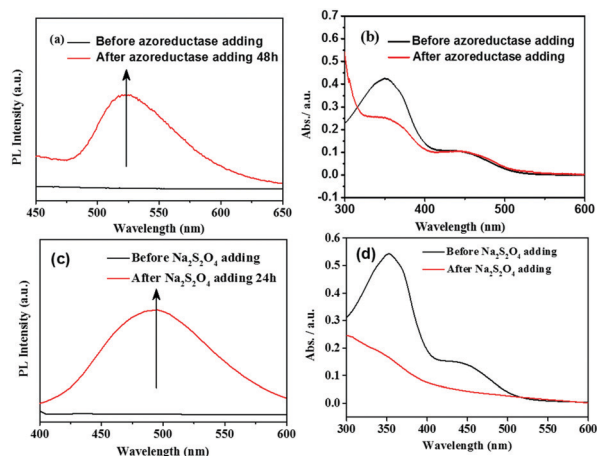 (a)
Before azoreductase adding
After azoreductase adding 48h
PL Intensity (a.u.)
450 500 550 600 650
Wavelength (nm)
(b)
Before azoreductase adding
After azoreductase adding
Abs./ a.u.
0.5
0.4
0.3
0.2
0.1
0.0
-0.1
300 400 500 600
Wavelength (nm)
(c)
Before Na₂S₂O₄ adding
After Na₂S₂O₄ adding 24h
PL Intensity (a.u.)
400 450 500 550 600
Wavelength (nm)
(d)
Before Na₂S₂O₄ adding
After Na₂S₂O₄ adding
Abs. / a.u.
0.6
0.5
0.4
0.3
0.2
0.1
0.0
300 350 400 450 500 550 600
Wavelength (nm)